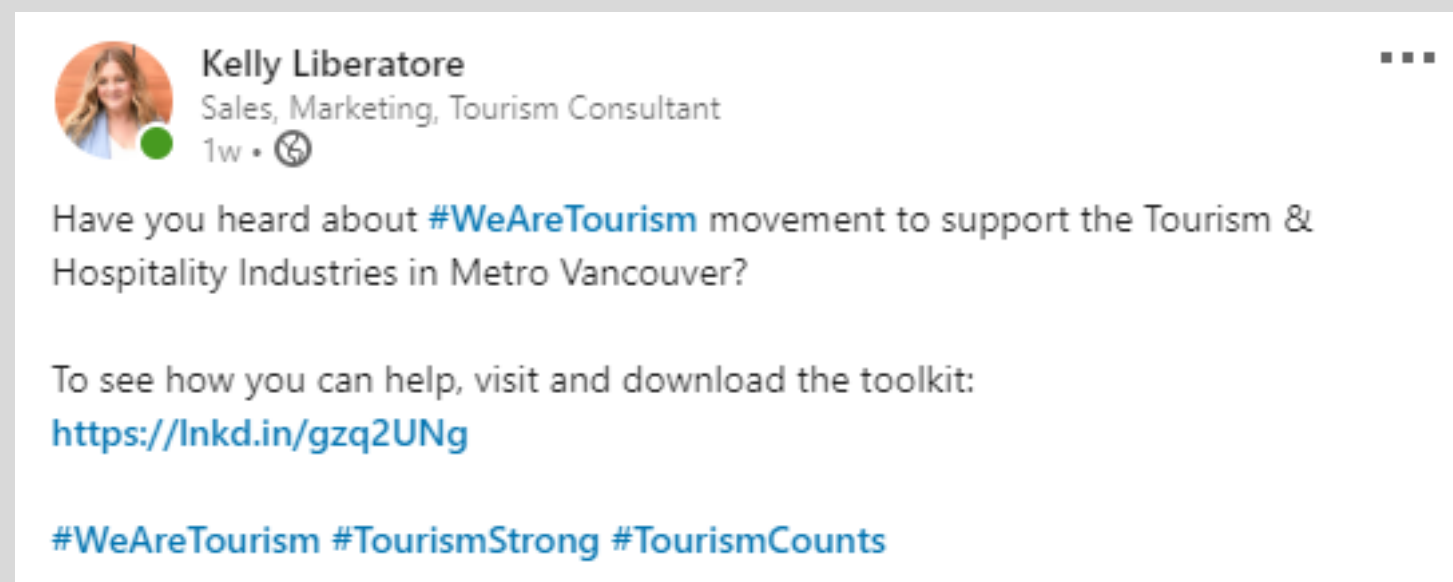 Kelly Liberatore
Sales, Marketing, Tourism Consultant
1w •
Have you heard about #WeAreTourism movement to support the Tourism &
Hospitality Industries in Metro Vancouver?
To see how you can help, visit and download the toolkit:
https://lnkd.in/gzq2UNg
#WeAreTourism #TourismStrong #TourismCounts